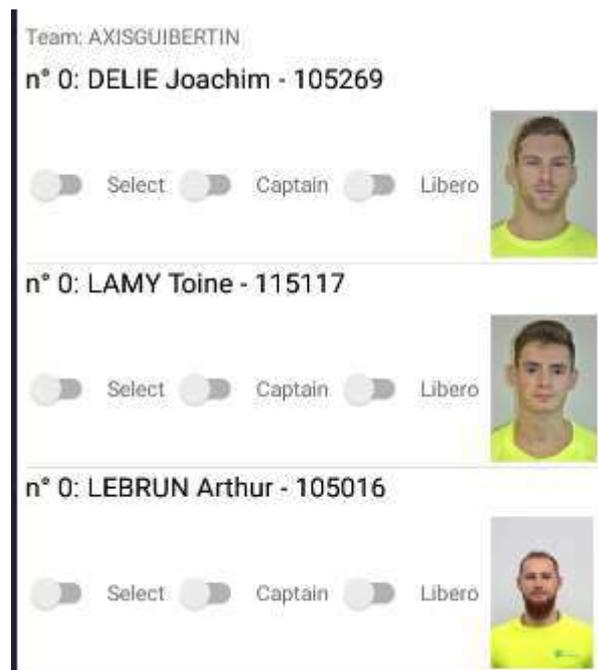 Team: AXISGUIBERTIN
n° 0: DELIE Joachim - 105269
Select Captain Libero
n° 0: LAMY Toine - 115117
Select Captain Libero
n° 0: LEBRUN Arthur - 105016
Select Captain Libero